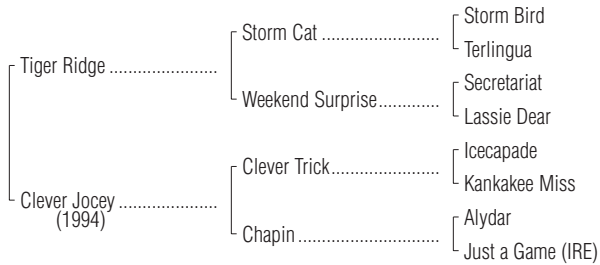 Storm Bird
Storm Cat ......................
Terlingua
Tiger Ridge .....................
Secretariat
Weekend Surprise.............
Lassie Dear
Icecapade
Clever Trick.....................
Kankakee Miss
Clever Jocey ...................
(1994)
Alydar
Chapin ...........................
Just a Game (IRE)